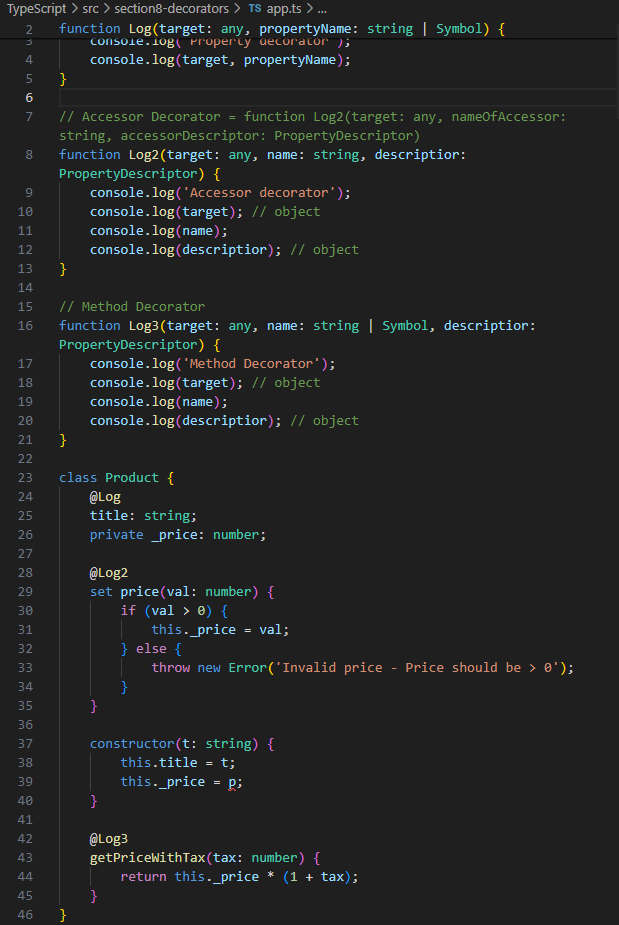 TypeScript > src > section8-decorators > TS app.ts > ...
2 function Log(target: any, propertyName: string | Symbol) {
3 console.log('Property decorator');
4 console.log(target, propertyName);
5 }
6
7 // Accessor Decorator = function Log2(target: any, nameOfAccessor:
string, accessorDescriptor: PropertyDescriptor)
8 function Log2(target: any, name: string, descriptior:
PropertyDescriptor) {
9 console.log('Accessor decorator');
10 console.log(target); // object
11 console.log(name);
12 console.log(descriptior); // object
13 }
14
15 // Method Decorator
16 function Log3(target: any, name: string | Symbol, descriptior:
PropertyDescriptor) {
17 console.log('Method Decorator');
18 console.log(target); // object
19 console.log(name);
20 console.log(descriptior); // object
21 }
22
23 class Product {
24 @Log
25 title: string;
26 private _price: number;
27
28 @Log2
29 set price(val: number) {
30 if (val > 0) {
31 this._price = val;
32 } else {
33 throw new Error('Invalid price - Price should be > 0');
34 }
35 }
36
37 constructor(t: string) {
38 this.title = t;
39 this._price = p;
40 }
41
42 @Log3
43 getPriceWithTax(tax: number) {
44 return this._price * (1 + tax);
45 }
46 }